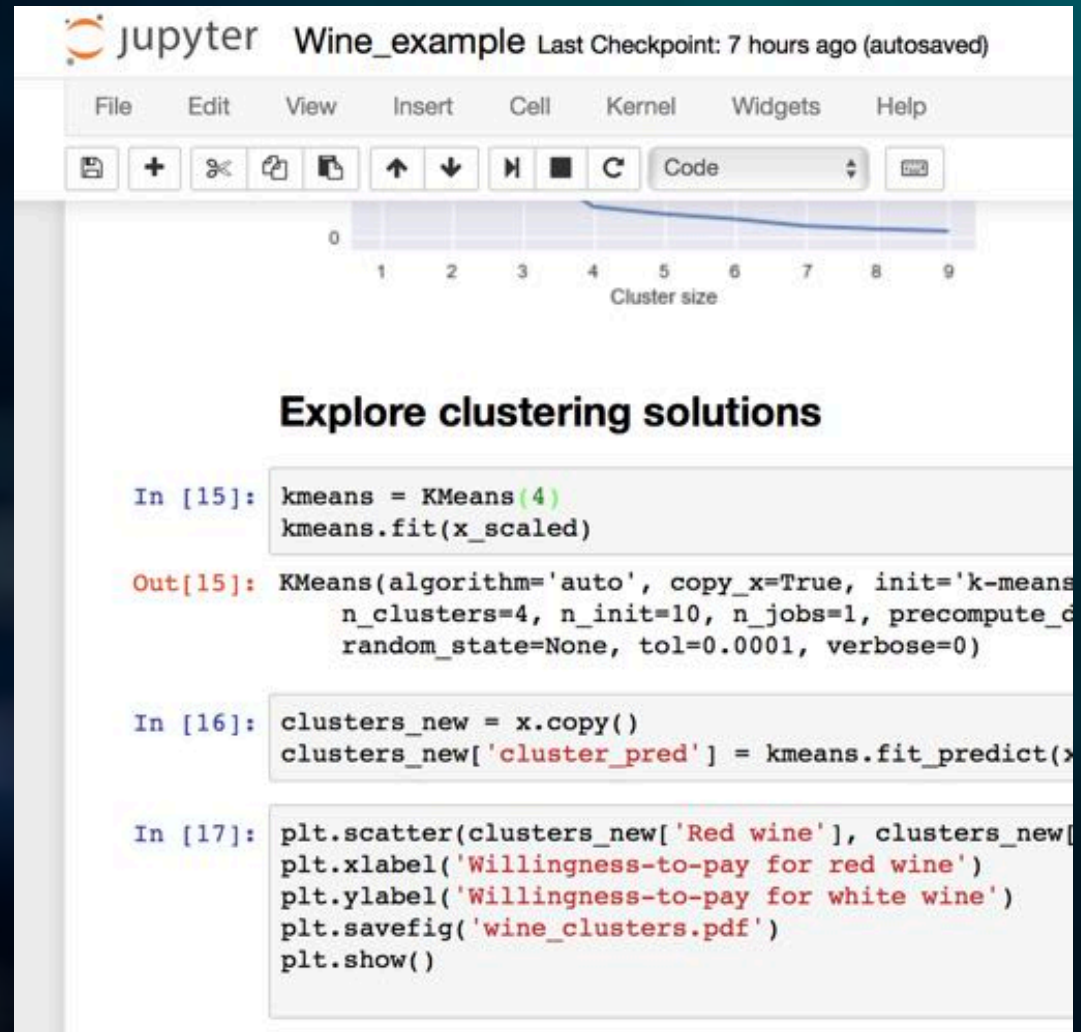 jupyter Wine_example Last Checkpoint: 7 hours ago (autosaved)
File Edit View Insert Cell Kernel Widgets Help
Code
0
1 2 3 4 5 6 7 8 9
Cluster size
Explore clustering solutions
In [15]: kmeans = KMeans(4)
kmeans.fit(x_scaled)
Out[15]: KMeans(algorithm='auto', copy_x=True, init='k-means
n_clusters=4, n_init=10, n_jobs=1, precompute_d
random_state=None, tol=0.0001, verbose=0)
In [16]: clusters_new = x.copy()
clusters_new['cluster_pred'] = kmeans.fit_predict(x
In [17]: plt.scatter(clusters_new['Red wine'], clusters_new[
plt.xlabel('Willingness-to-pay for red wine')
plt.ylabel('Willingness-to-pay for white wine')
plt.savefig('wine_clusters.pdf')
plt.show()